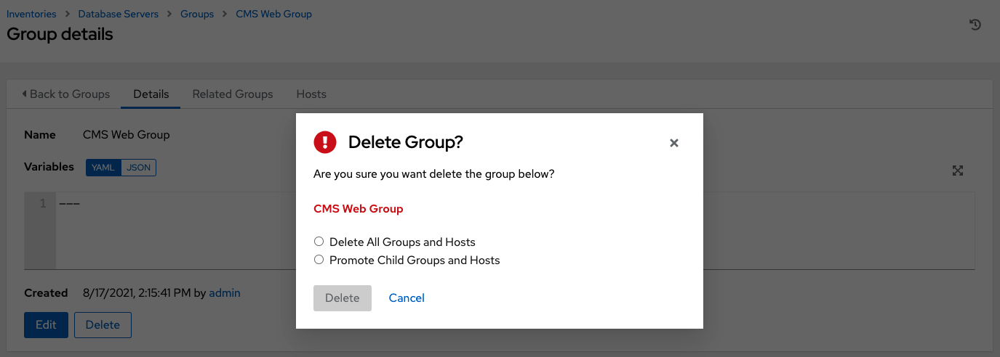 Inventories > Database Servers > Groups > CMS Web Group
Group details
Back to Groups Details Related Groups Hosts
Name CMS Web Group
Variables YAML JSON
1 ---
Created 8/17/2021, 2:15:41 PM by admin
Edit Delete
Delete Group?
Are you sure you want delete the group below?
CMS Web Group
Delete All Groups and Hosts
Promote Child Groups and Hosts
Delete Cancel